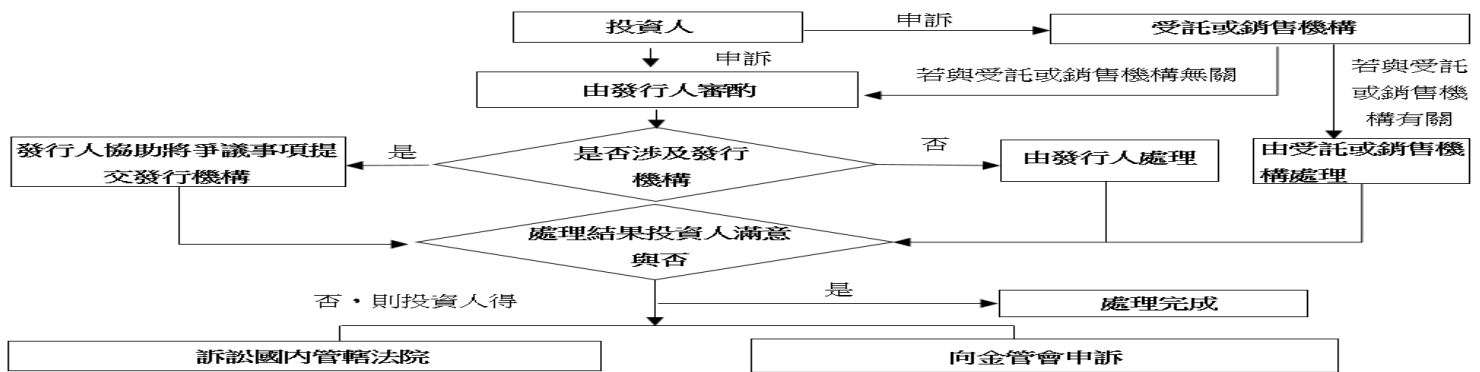 投資人
申訴
受託或銷售機構
申訴
若與受託或銷售機構無關
若與受託
或銷售機
構有關
由發行人審酌
發行人協助將爭議事項提
交發行機構
是
是否涉及發行
機構
否
由發行人處理
由受託或銷售機
構處理
處理結果投資人滿意
與否
否，則投資人得
是
處理完成
訴訟國內管轄法院
向金管會申訴